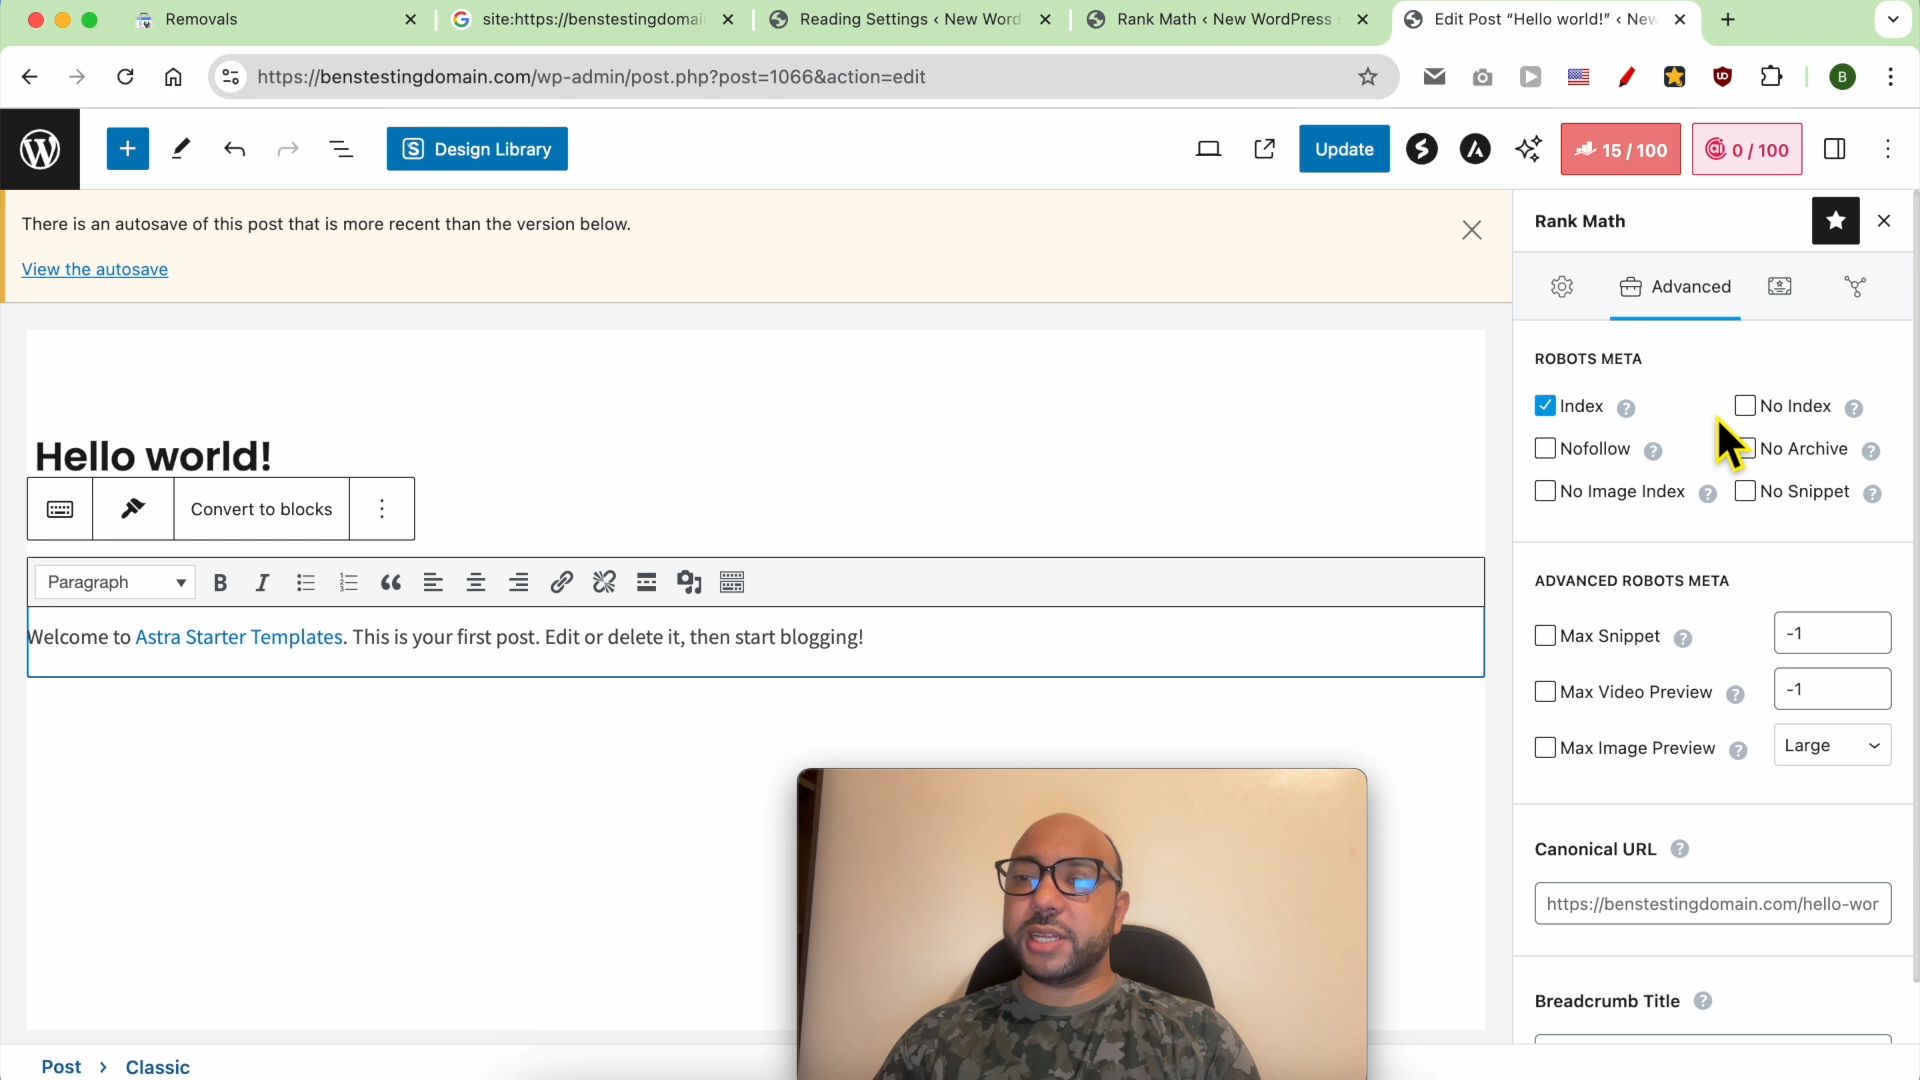 Removals
site:https://benstestingdomai
Reading Settings ‹ New Word
Rank Math ‹ New WordPress
Edit Post “Hello world!” ‹ New
https://benstestingdomain.com/wp-admin/post.php?post=1066&action=edit
B
Design Library
Update
15 / 100
0 / 100
There is an autosave of this post that is more recent than the version below.
View the autosave
Rank Math
Advanced
ROBOTS META
Index
No Index
Nofollow
No Archive
No Image Index
No Snippet
Hello world!
Convert to blocks
Paragraph
Welcome to Astra Starter Templates. This is your first post. Edit or delete it, then start blogging!
ADVANCED ROBOTS META
Max Snippet
-1
Max Video Preview
-1
Max Image Preview
Large
Canonical URL
https://benstestingdomain.com/hello-wor
Breadcrumb Title
Post › Classic